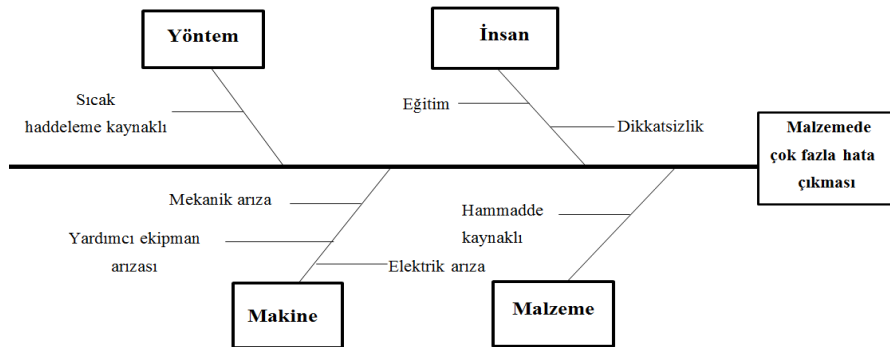 Yöntem
İnsan
Sıcak
haddeleme kaynaklı
Eğitim
Dikkatsizlik
Malzemede
çok fazla hata
çıkması
Mekanik arıza
Yardımcı ekipman
arızası
Elektrik arıza
Hammadde
kaynaklı
Makine
Malzeme